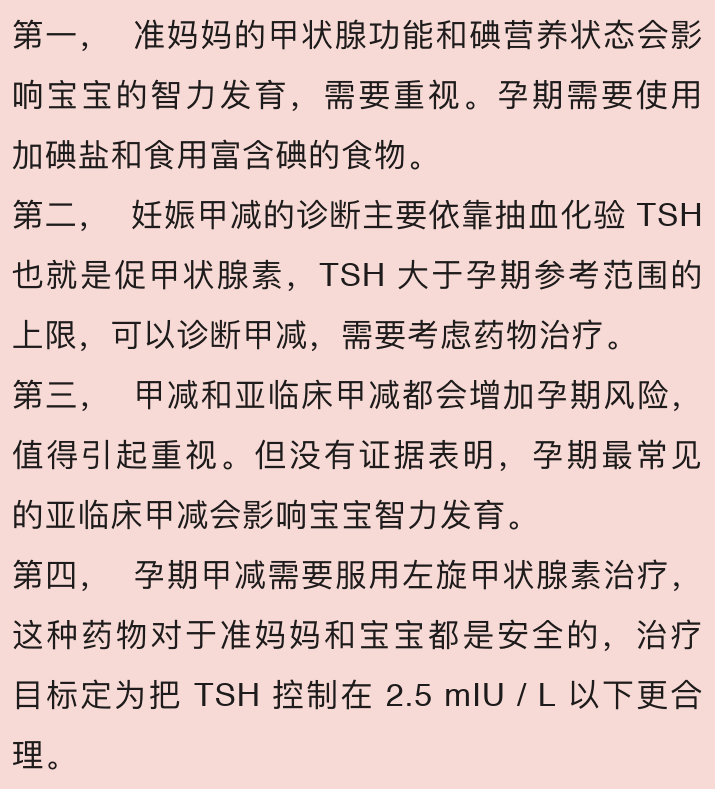 第一， 准妈妈的甲状腺功能和碘营养状态会影
响宝宝的智力发育，需要重视。孕期需要使用
加碘盐和食用富含碘的食物。
第二， 妊娠甲减的诊断主要依靠抽血化验 TSH
也就是促甲状腺素，TSH 大于孕期参考范围的
上限，可以诊断甲减，需要考虑药物治疗。
第三， 甲减和亚临床甲减都会增加孕期风险，
值得引起重视。但没有证据表明，孕期最常见
的亚临床甲减会影响宝宝智力发育。
第四， 孕期甲减需要服用左旋甲状腺素治疗，
这种药物对于准妈妈和宝宝都是安全的，治疗
目标定为把 TSH 控制在 2.5 mIU / L 以下更合
理。